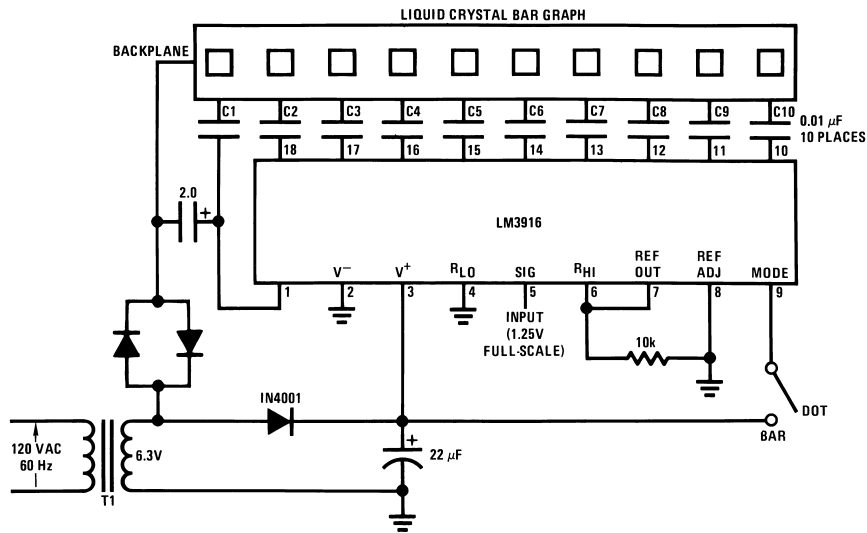 LIQUID CRYSTAL BAR GRAPH
BACKPLANE
C1 C2 C3 C4 C5 C6 C7 C8 C9 C10
0.01 μF
10 PLACES
18 17 16 15 14 13 12 11 10
2.0
+
LM3916
V− V+ RLO SIG RHI REF OUT REF ADJ MODE
1 2 3 4 5 6 7 8 9
INPUT
(1.25V
FULL-SCALE)
10k
DOT
BAR
IN4001
+
22 μF
120 VAC
60 Hz
6.3V
T1